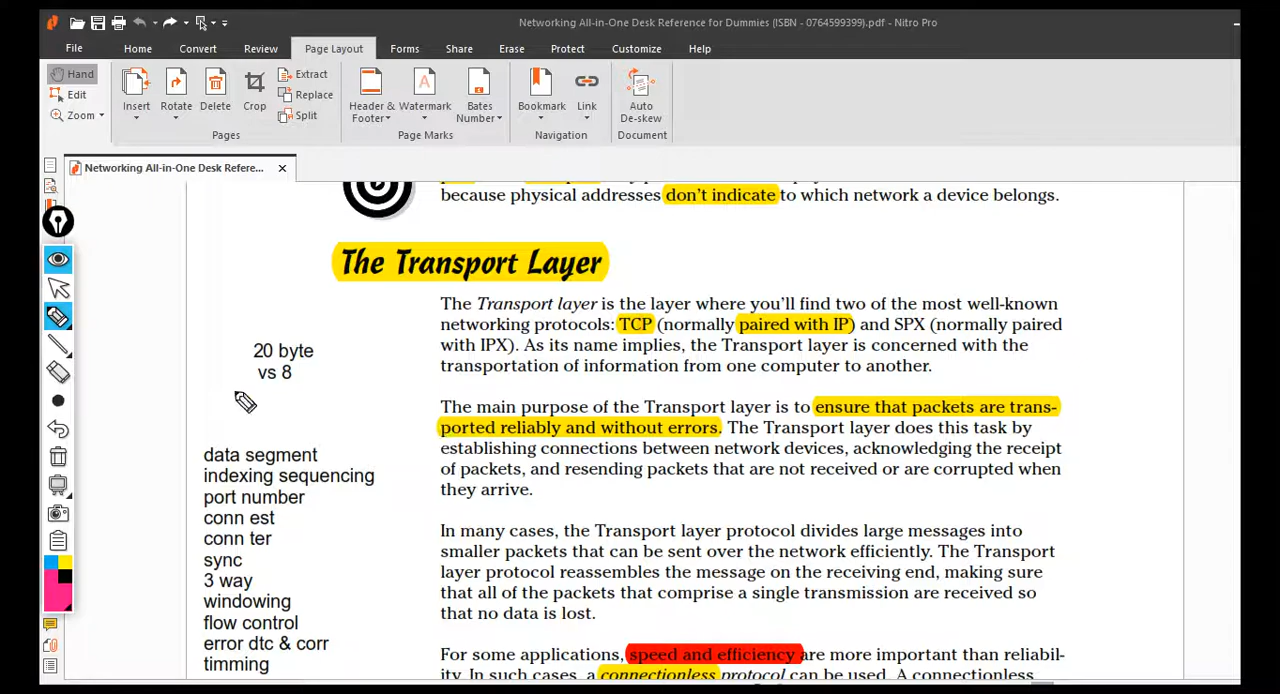 Networking All-in-One Desk Reference for Dummies (ISBN - 0764599399).pdf - Nitro Pro
File Home Convert Review Page Layout Forms Share Erase Protect Customize Help
Hand
Edit
Zoom
Insert
Rotate
Delete
Crop
Extract
Replace
Split
Pages
Header & Footer
Watermark
Bates Number
Page Marks
Bookmark
Link
Navigation
Auto De-skew
Document
Networking All-in-One Desk Refere...
because physical addresses don't indicate to which network a device belongs.
The Transport Layer
The Transport layer is the layer where you'll find two of the most well-known
networking protocols: TCP (normally paired with IP) and SPX (normally paired
with IPX). As its name implies, the Transport layer is concerned with the
transportation of information from one computer to another.
20 byte
vs 8
The main purpose of the Transport layer is to ensure that packets are trans-
ported reliably and without errors. The Transport layer does this task by
establishing connections between network devices, acknowledging the receipt
of packets, and resending packets that are not received or are corrupted when
they arrive.
data segment
indexing sequencing
port number
conn est
conn ter
sync
3 way
windowing
flow control
error dtc & corr
timming
In many cases, the Transport layer protocol divides large messages into
smaller packets that can be sent over the network efficiently. The Transport
layer protocol reassembles the message on the receiving end, making sure
that all of the packets that comprise a single transmission are received so
that no data is lost.
For some applications, speed and efficiency are more important than reliabil-
ity. In such cases, a connectionless protocol can be used. A connectionless